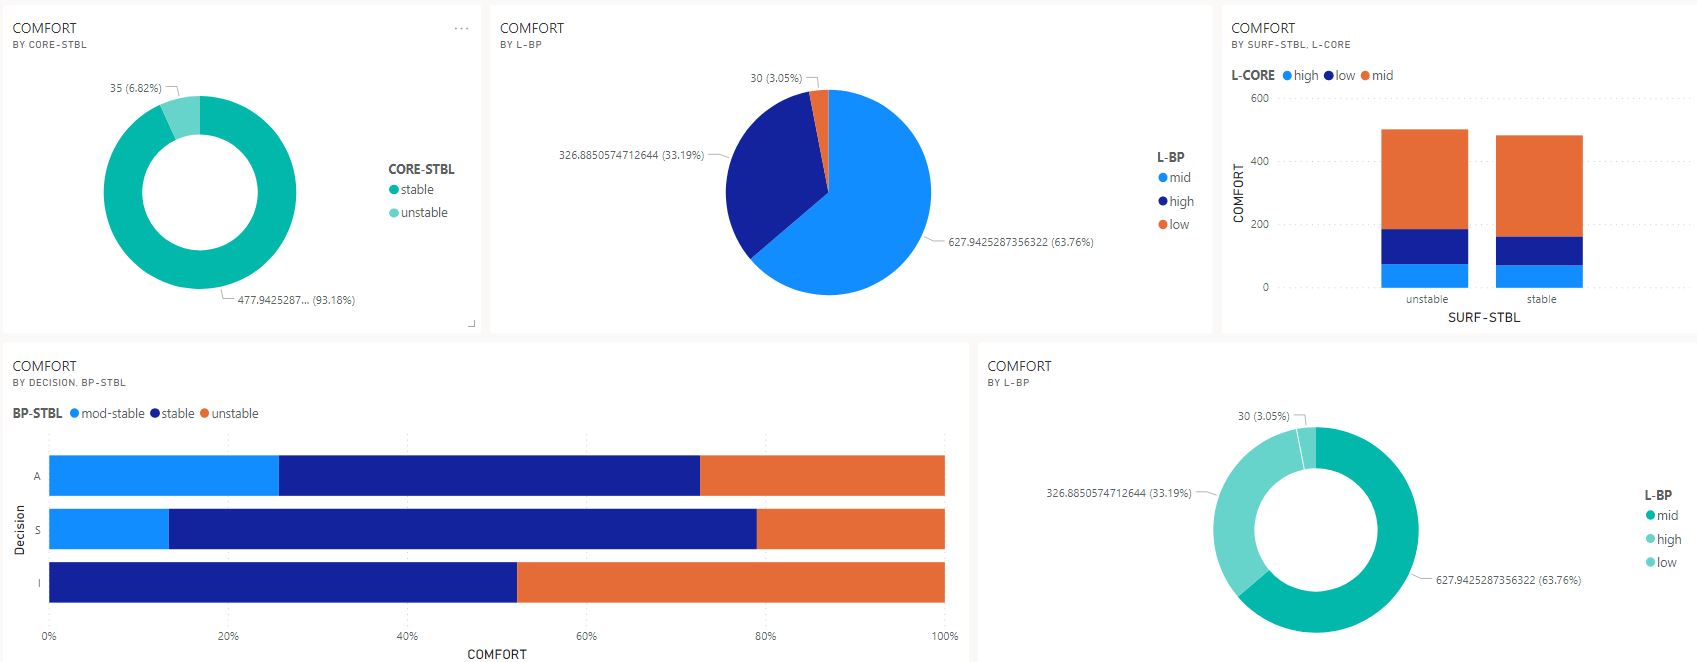 COMFORT
BY CORE-STBL
...
35 (6.82%)
CORE-STBL
stable
unstable
477.9425287... (93.18%)
COMFORT
BY L-BP
30 (3.05%)
326.8850574712644 (33.19%)
L-BP
mid
high
low
627.9425287356322 (63.76%)
COMFORT
BY SURF-STBL, L-CORE
L-CORE high low mid
600
400
200
0
COMFORT
unstable stable
SURF-STBL
COMFORT
BY DECISION, BP-STBL
BP-STBL mod-stable stable unstable
A
S
I
Decision
0% 20% 40% 60% 80% 100%
COMFORT
COMFORT
BY L-BP
30 (3.05%)
326.8850574712644 (33.19%)
L-BP
mid
high
low
627.9425287356322 (63.76%)